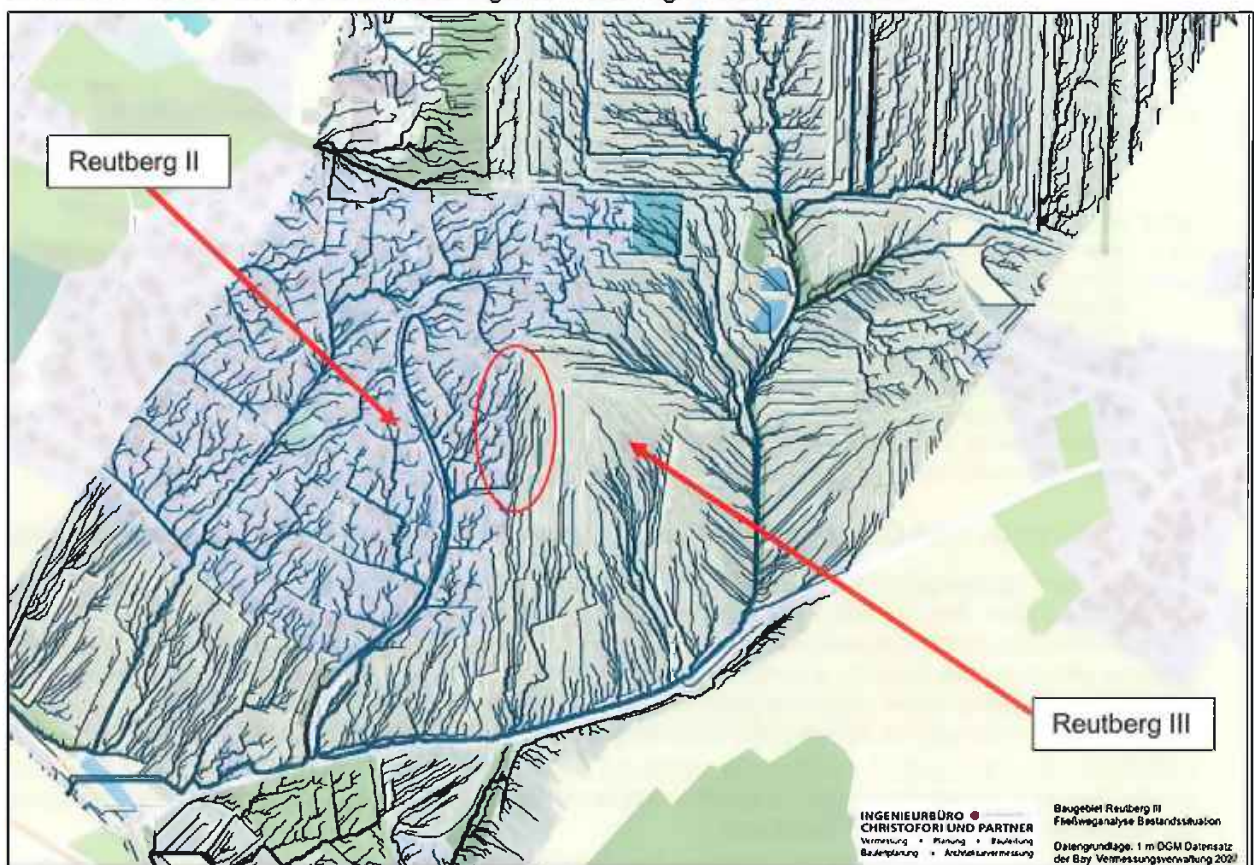 Reutberg II
Reutberg III
INGENIEURBÜRO
CHRISTOFORI UND PARTNER
Vermessung • Planung • Bauleitung
Bauleitplanung • Architekturvermessung
Baugebiet Reutberg III
Fließweganalyse Bestandssituation
Datengrundlage: 1 m DGM Datensatz
der Bay. Vermessungsverwaltung